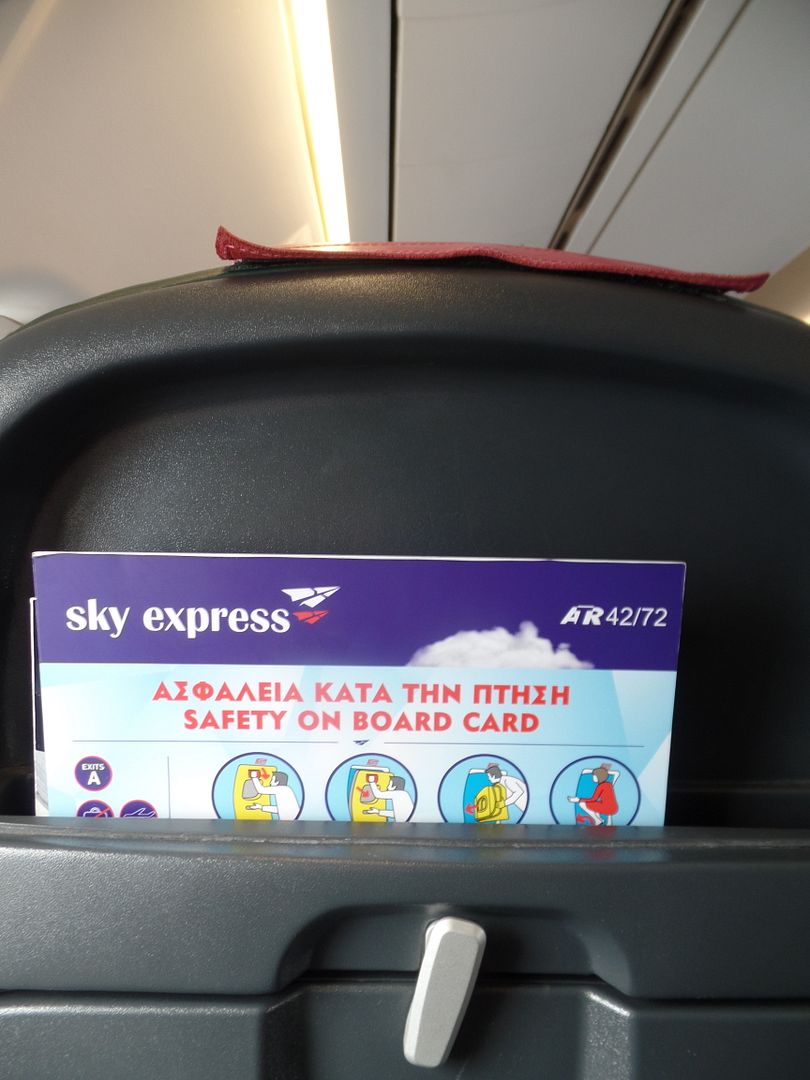 sky express
ATR 42/72
ΑΣΦΑΛΕΙΑ ΚΑΤΑ ΤΗΝ ΠΤΗΣΗ
SAFETY ON BOARD CARD
EXITS
A